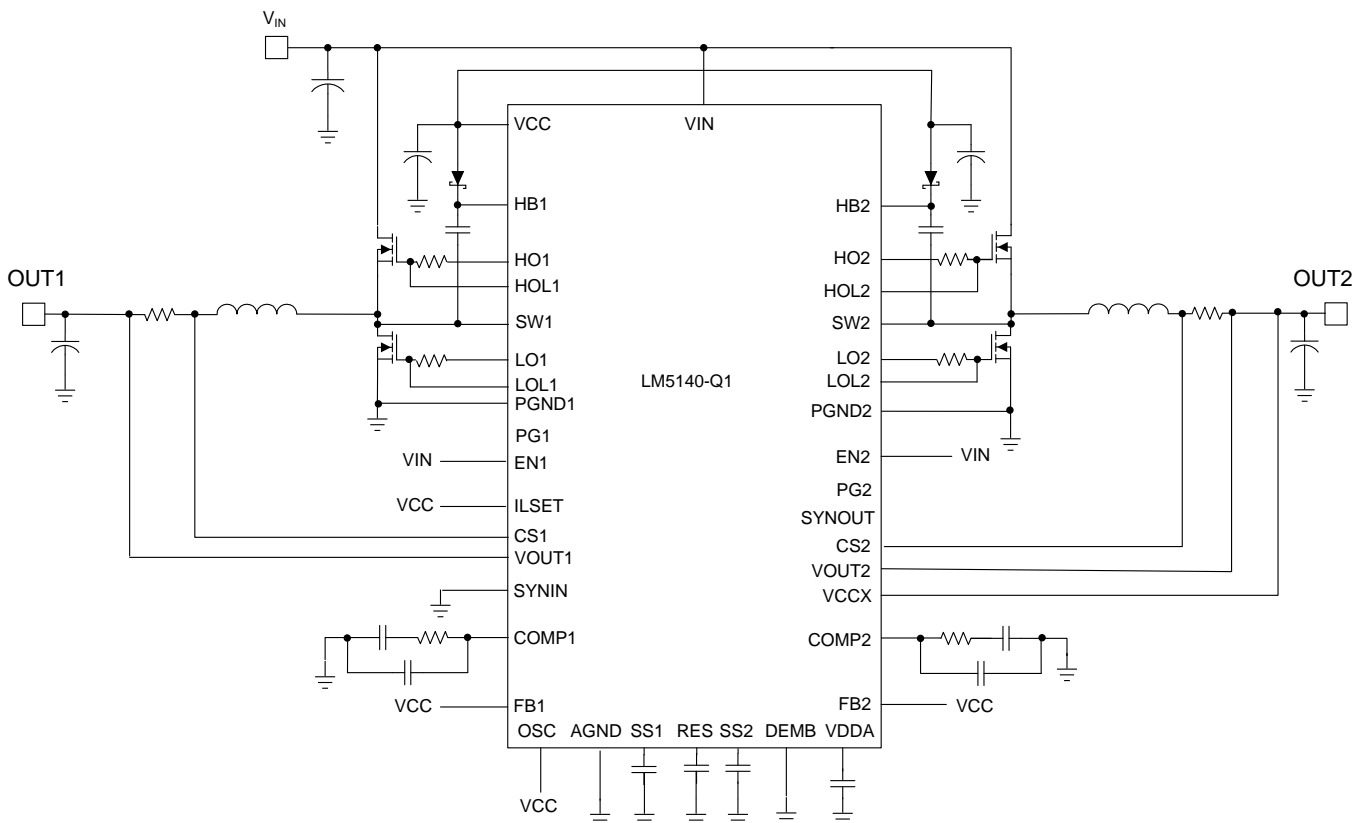 VIN
VCC
VIN
HB1
HB2
HO1
HO2
OUT1
OUT2
HOL1
HOL2
SW1
SW2
LO1
LO2
LM5140-Q1
LOL1
LOL2
PGND1
PGND2
PG1
VIN
EN1
EN2
VIN
PG2
VCC
ILSET
SYNOUT
CS1
CS2
VOUT1
VOUT2
SYNIN
VCCX
COMP1
COMP2
VCC
FB1
FB2
VCC
OSC
AGND
SS1
RES
SS2
DEMB
VDDA
VCC